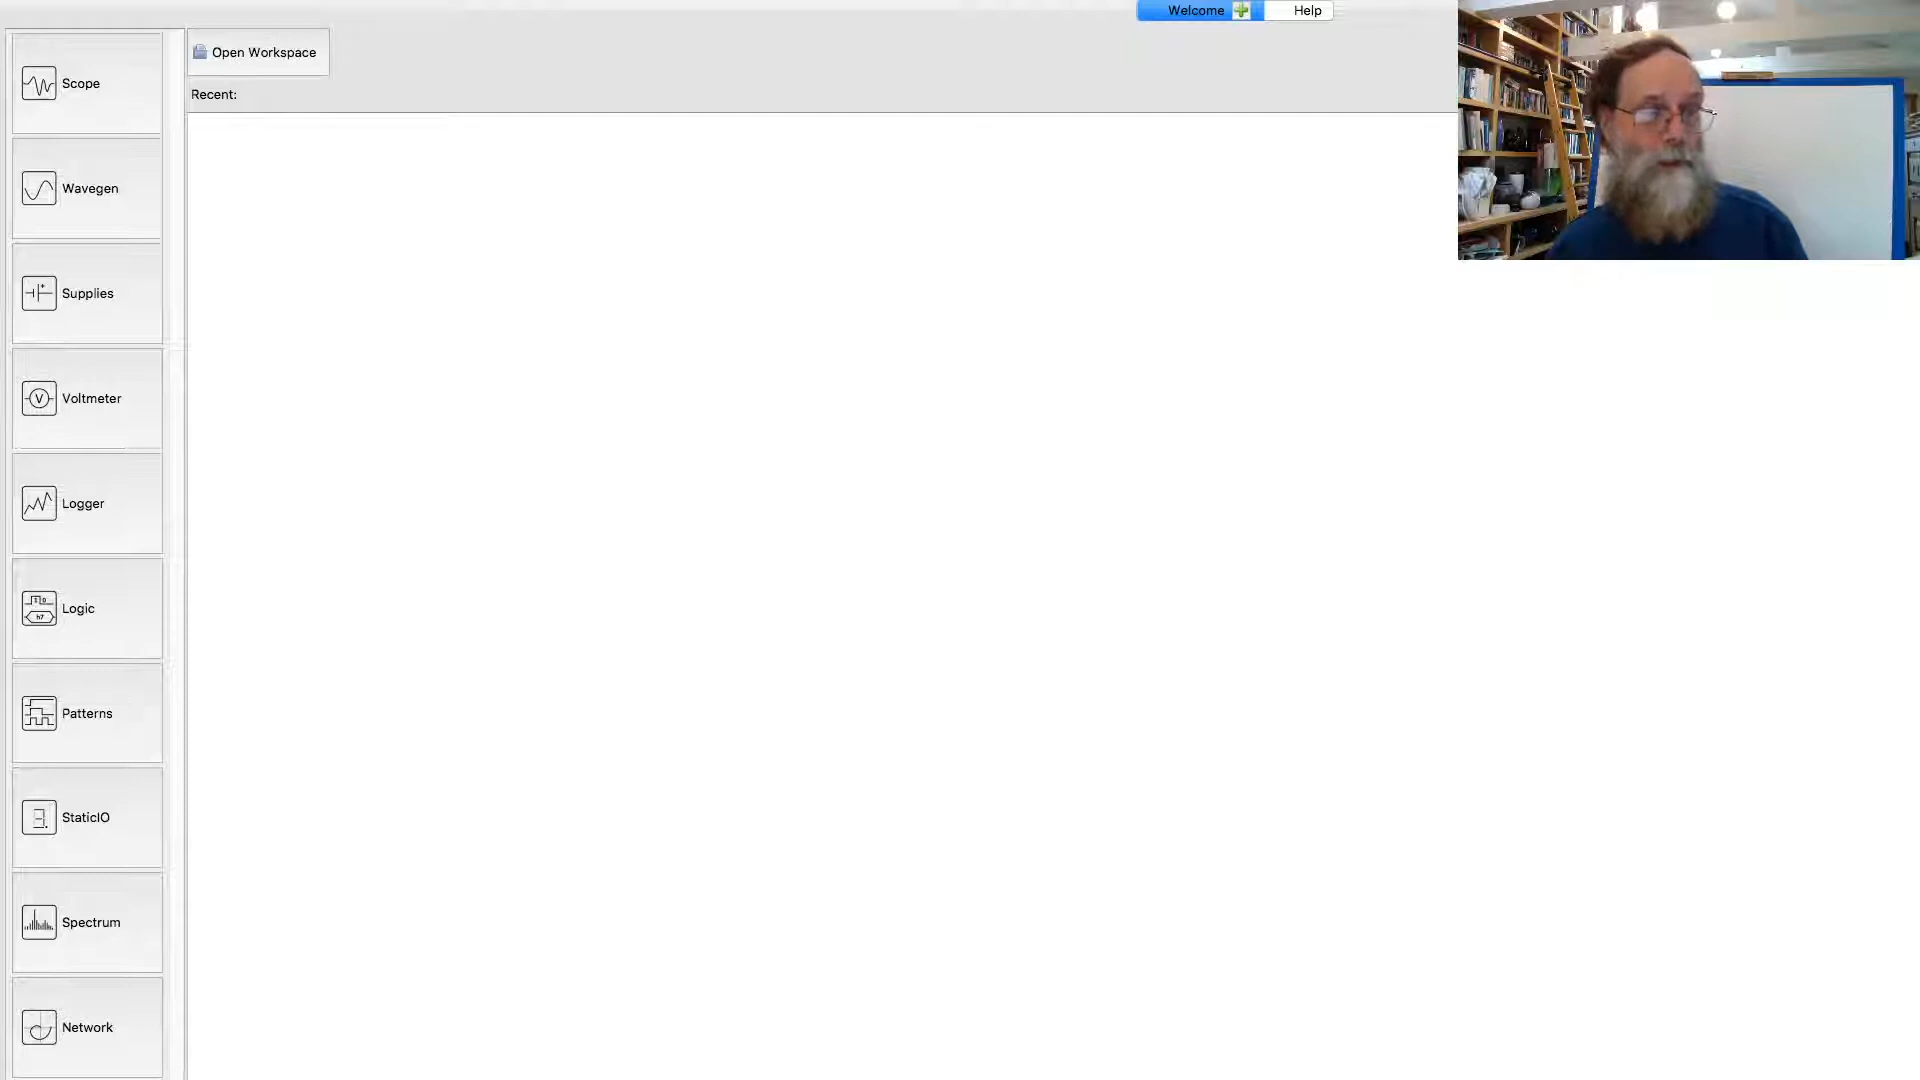 Welcome
Help
Open Workspace
Recent:
Scope
Wavegen
Supplies
Voltmeter
Logger
Logic
Patterns
StaticIO
Spectrum
Network